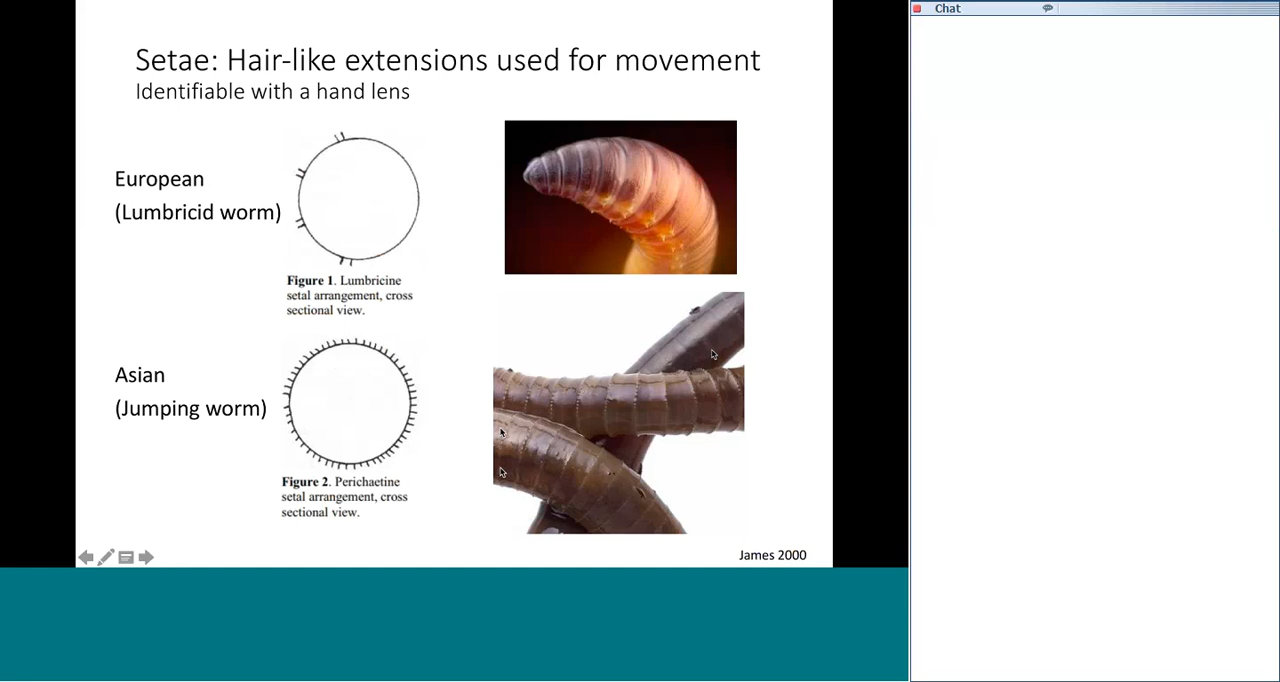 Chat
Setae: Hair-like extensions used for movement
Identifiable with a hand lens
European
(Lumbricid worm)
Figure 1. Lumbricine
setal arrangement, cross
sectional view.
Asian
(Jumping worm)
Figure 2. Perichaetine
setal arrangement, cross
sectional view.
James 2000